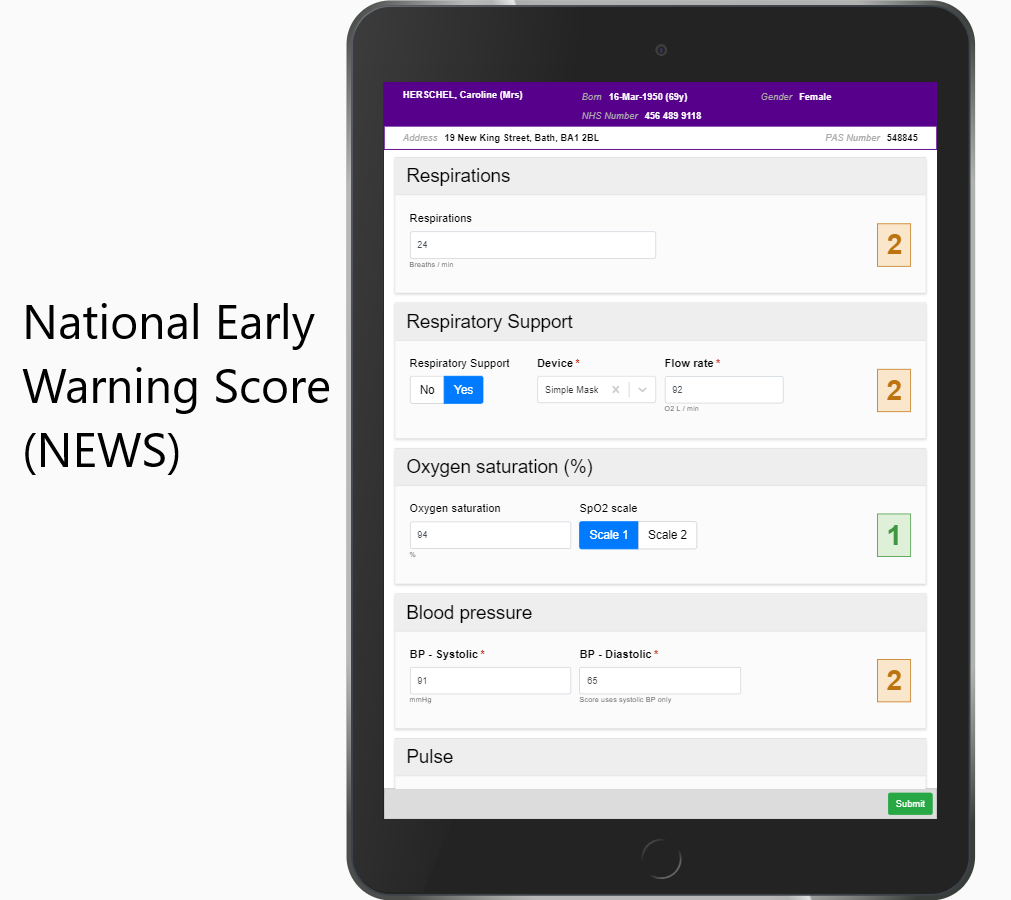 National Early
Warning Score
(NEWS)
HERSCHEL, Caroline (Mrs)
Born 16-Mar-1950 (69y)
Gender Female
NHS Number 456 489 9118
Address 19 New King Street, Bath, BA1 2BL
PAS Number 548845
Respirations
Respirations
24
Breaths / min
2
Respiratory Support
Respiratory Support
Device *
Flow rate *
No Yes
Simple Mask
92
O2 L / min
2
Oxygen saturation (%)
Oxygen saturation
SpO2 scale
94
Scale 1 Scale 2
%
1
Blood pressure
BP - Systolic *
BP - Diastolic *
91
65
mmHg
Score uses systolic BP only
2
Pulse
Submit